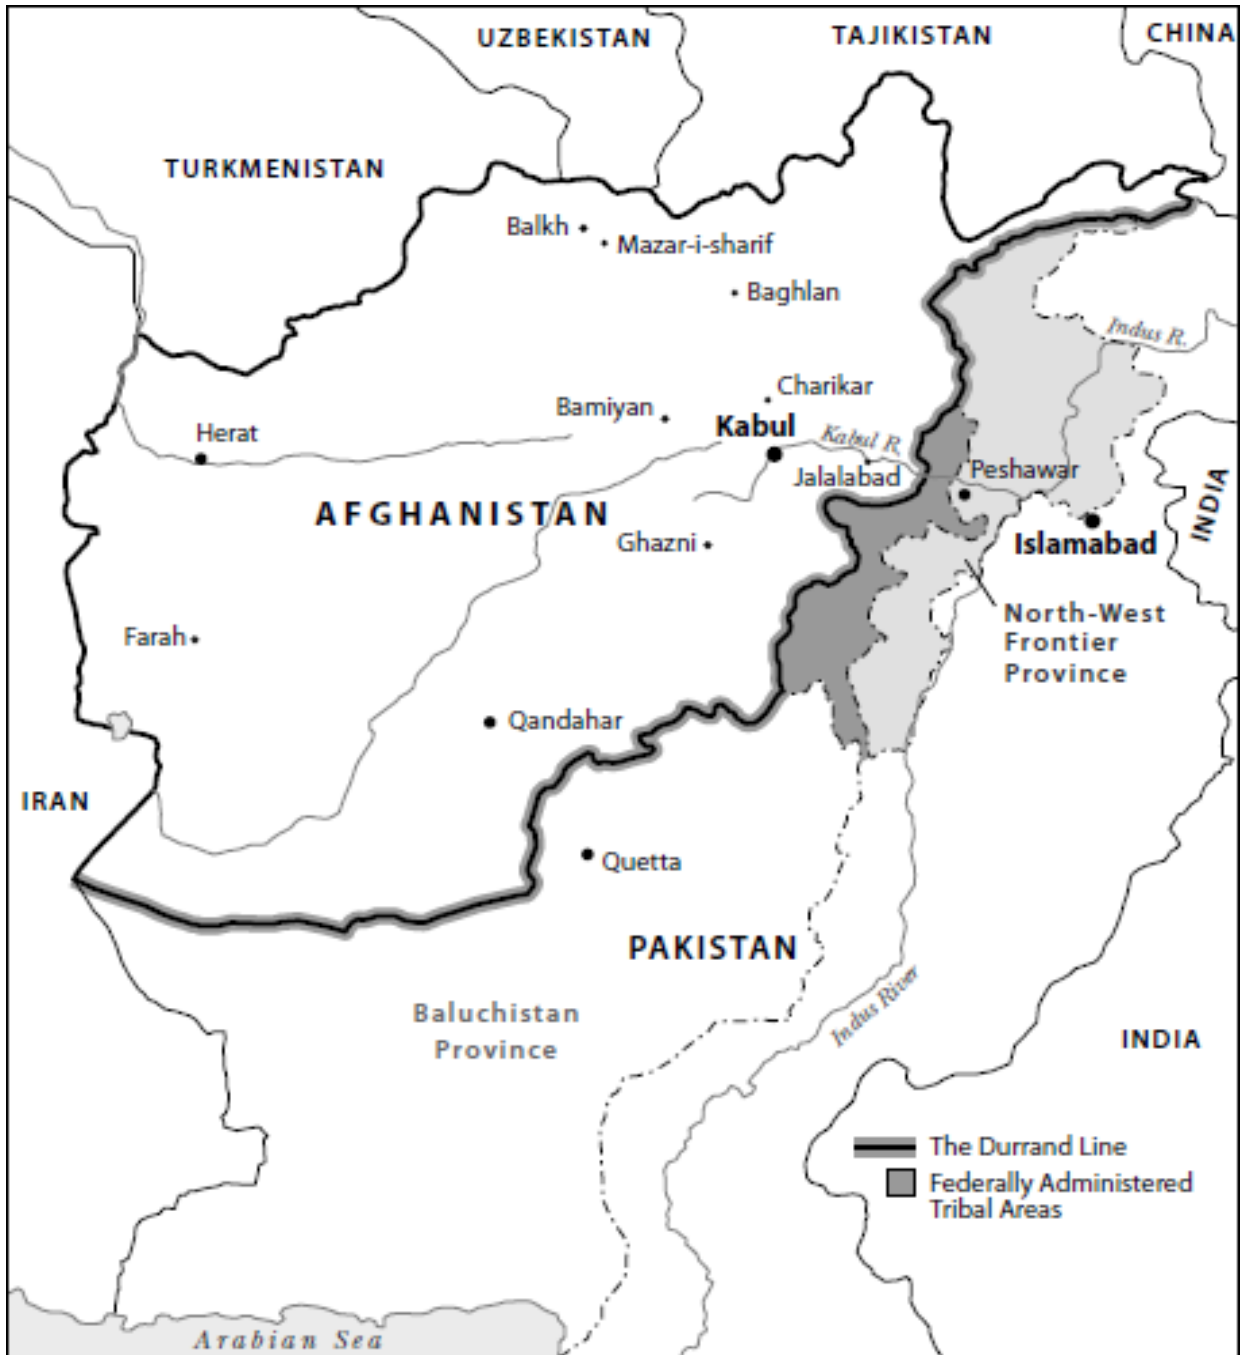 UZBEKISTAN
TAJIKISTAN
CHINA
TURKMENISTAN
Balkh
Mazar-i-sharif
Baghlan
Indus R.
Charikar
Bamiyan
Kabul
Kabul R.
Herat
Jalalabad
Peshawar
AFGHANISTAN
INDIA
Ghazni
Islamabad
North-West
Frontier
Province
Farah
Qandahar
IRAN
Quetta
PAKISTAN
Baluchistan
Province
Indus River
INDIA
The Durrand Line
Federally Administered
Tribal Areas
Arabian Sea